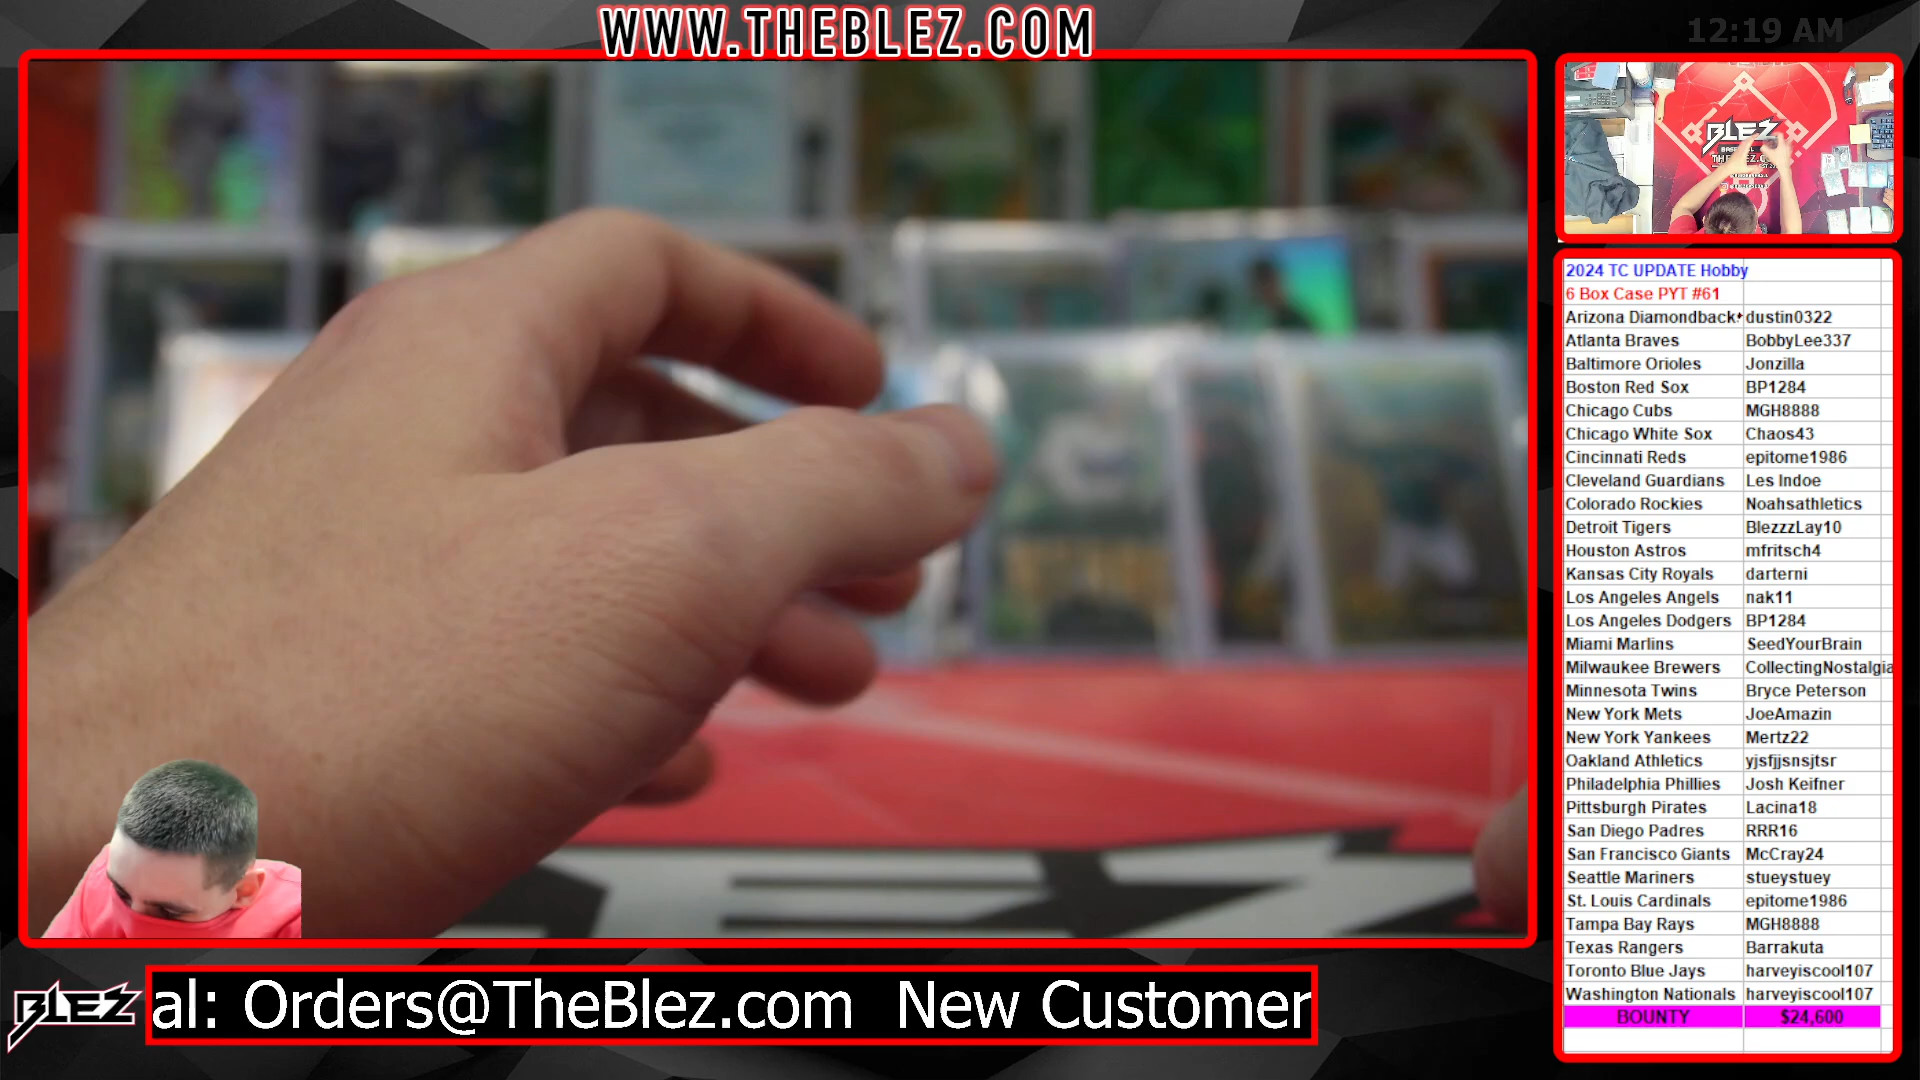 WWW.THEBLEZ.COM
12:19 AM
BLEZ
2024 TC UPDATE Hobby
6 Box Case PYT #61
Arizona Diamondback dustin0322
Atlanta Braves BobbyLee337
Baltimore Orioles Jonzilla
Boston Red Sox BP1284
Chicago Cubs MGH8888
Chicago White Sox Chaos43
Cincinnati Reds epitome1986
Cleveland Guardians Les Indoe
Colorado Rockies Noahsathletics
Detroit Tigers BlezzzLay10
Houston Astros mfritsch4
Kansas City Royals darterni
Los Angeles Angels nak11
Los Angeles Dodgers BP1284
Miami Marlins SeedYourBrain
Milwaukee Brewers CollectingNostalgia
Minnesota Twins Bryce Peterson
New York Mets JoeAmazin
New York Yankees Mertz22
Oakland Athletics yjsfjjsnsjtsr
Philadelphia Phillies Josh Keifner
Pittsburgh Pirates Lacina18
San Diego Padres RRR16
San Francisco Giants McCray24
Seattle Mariners stueystuey
St. Louis Cardinals epitome1986
Tampa Bay Rays MGH8888
Texas Rangers Barrakuta
Toronto Blue Jays harveyiscool107
Washington Nationals harveyiscool107
BOUNTY $24,600
BLEZ
al: Orders@TheBlez.com New Customer